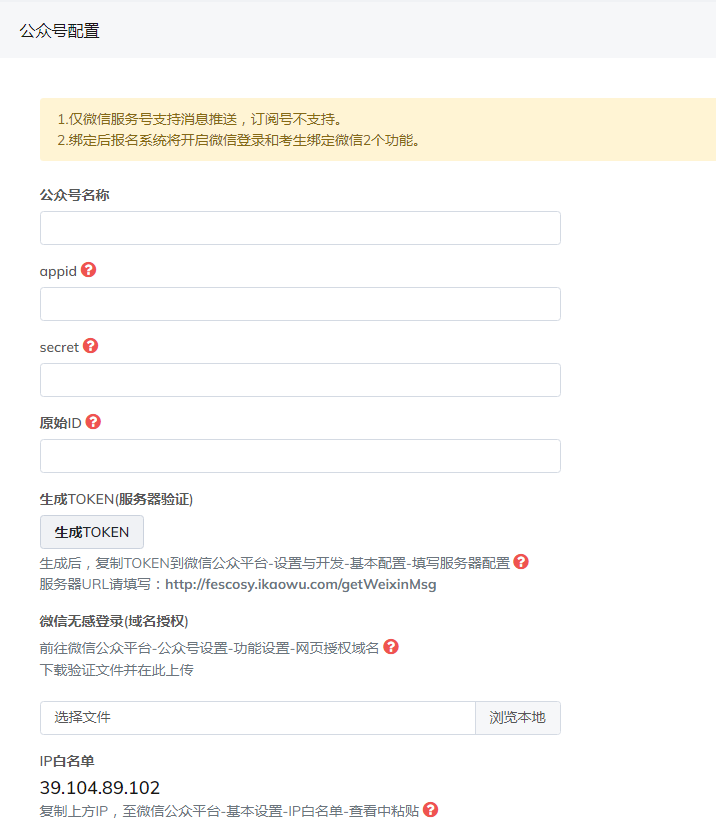 公众号配置
1.仅微信服务号支持消息推送，订阅号不支持。
2.绑定后报名系统将开启微信登录和考生绑定微信2个功能。
公众号名称
appid ?
secret ?
原始ID ?
生成TOKEN(服务器验证)
生成TOKEN
生成后，复制TOKEN到微信公众平台-设置与开发-基本配置-填写服务器配置 ?
服务器URL请填写：http://fescosy.ikaowu.com/getWeixinMsg
微信无感登录(域名授权)
前往微信公众平台-公众号设置-功能设置-网页授权域名 ?
下载验证文件并在此上传
选择文件 浏览本地
IP白名单
39.104.89.102
复制上方IP，至微信公众平台-基本设置-IP白名单-查看中粘贴 ?